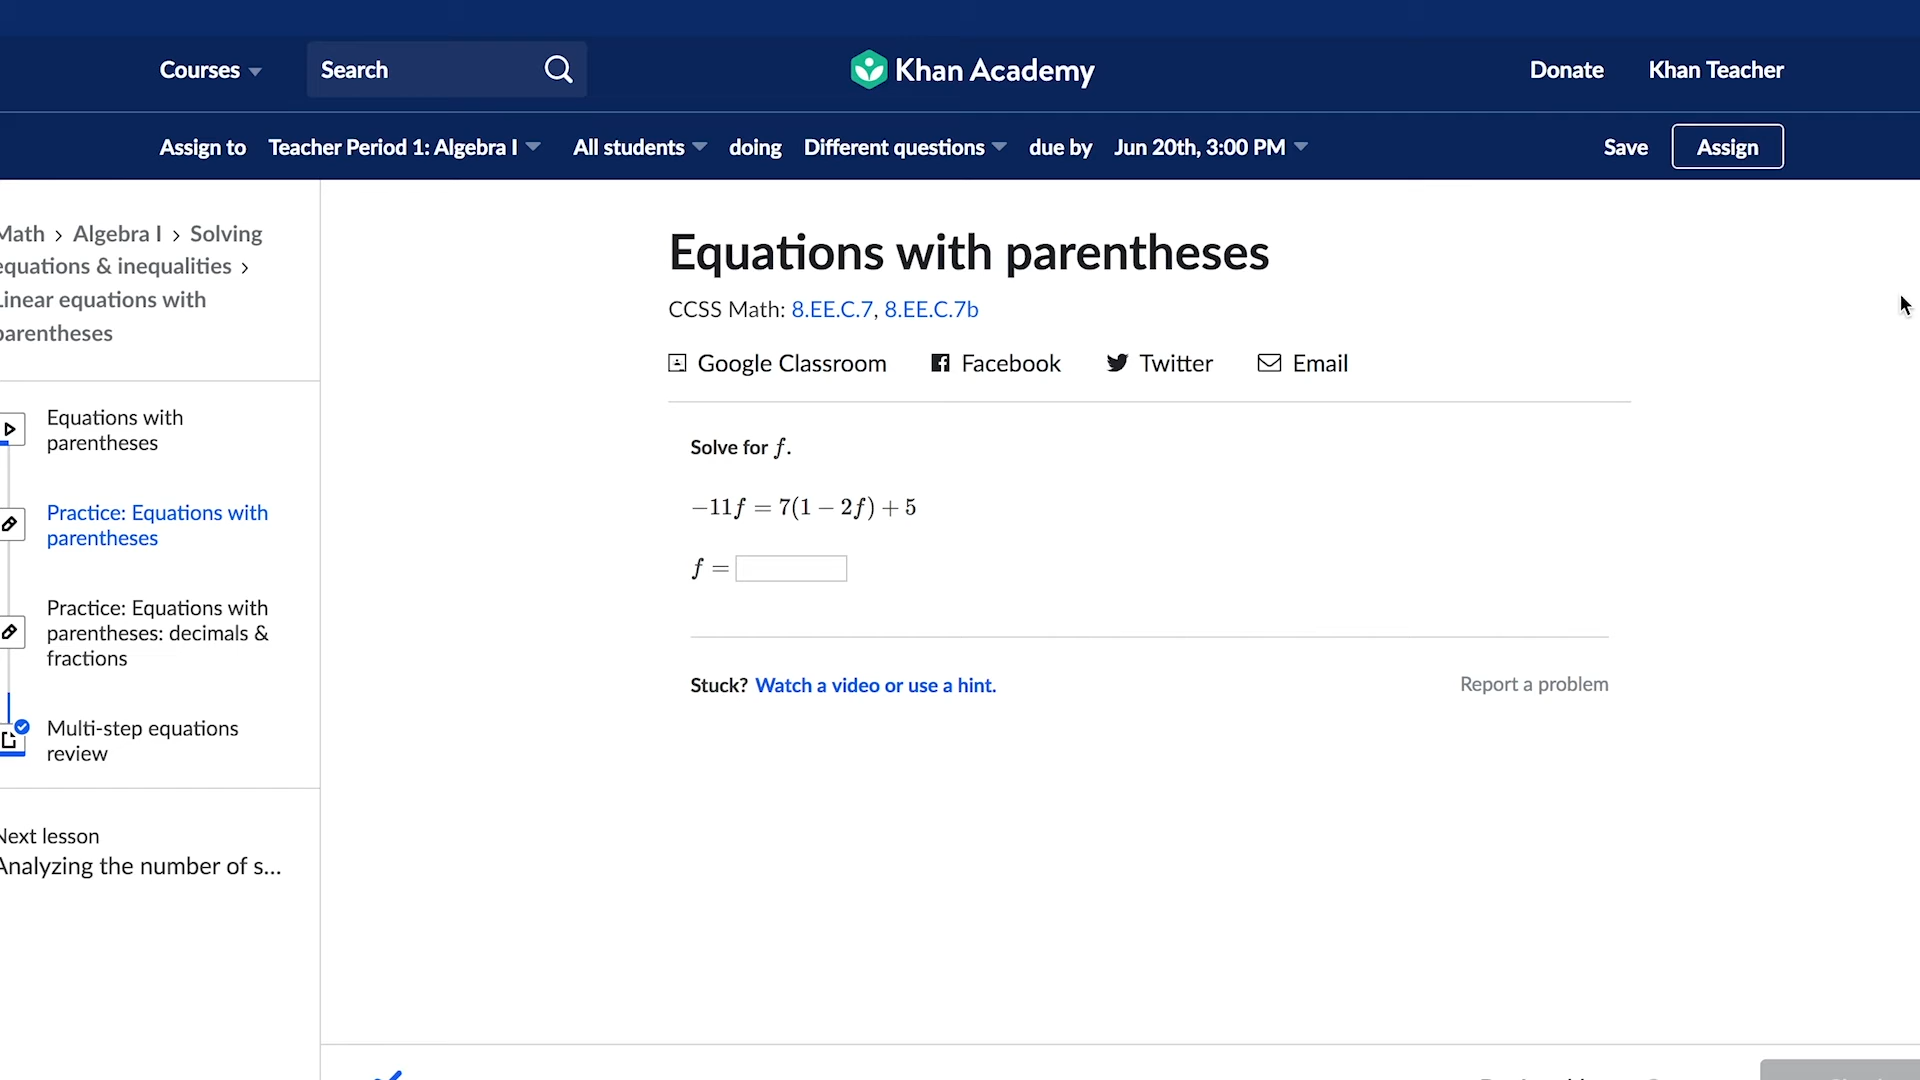 Courses
Search
Khan Academy
Donate
Khan Teacher
Assign to Teacher Period 1: Algebra I All students doing Different questions due by Jun 20th, 3:00 PM
Save
Assign
Math > Algebra I > Solving
equations & inequalities >
Linear equations with
parentheses
Equations with
parentheses
Practice: Equations with
parentheses
Practice: Equations with
parentheses: decimals &
fractions
Multi-step equations
review
Next lesson
Analyzing the number of s...
Equations with parentheses
CCSS Math: 8.EE.C.7, 8.EE.C.7b
Google Classroom
Facebook
Twitter
Email
Solve for f.
−11f = 7(1 − 2f) + 5
f =
Stuck? Watch a video or use a hint.
Report a problem